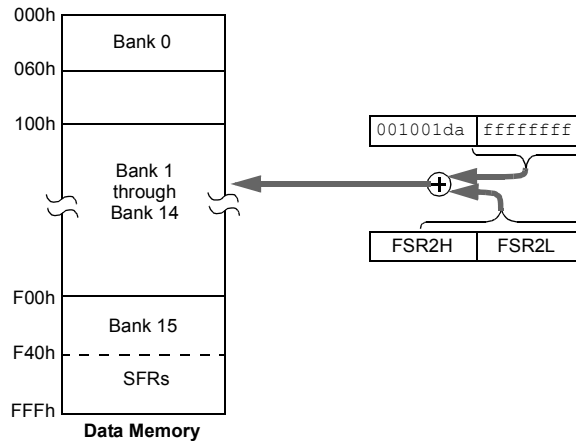 000h
Bank 0
060h
100h
001001da ffffffff
Bank 1
through
Bank 14
FSR2H FSR2L
F00h
Bank 15
F40h
SFRs
FFFh
Data Memory